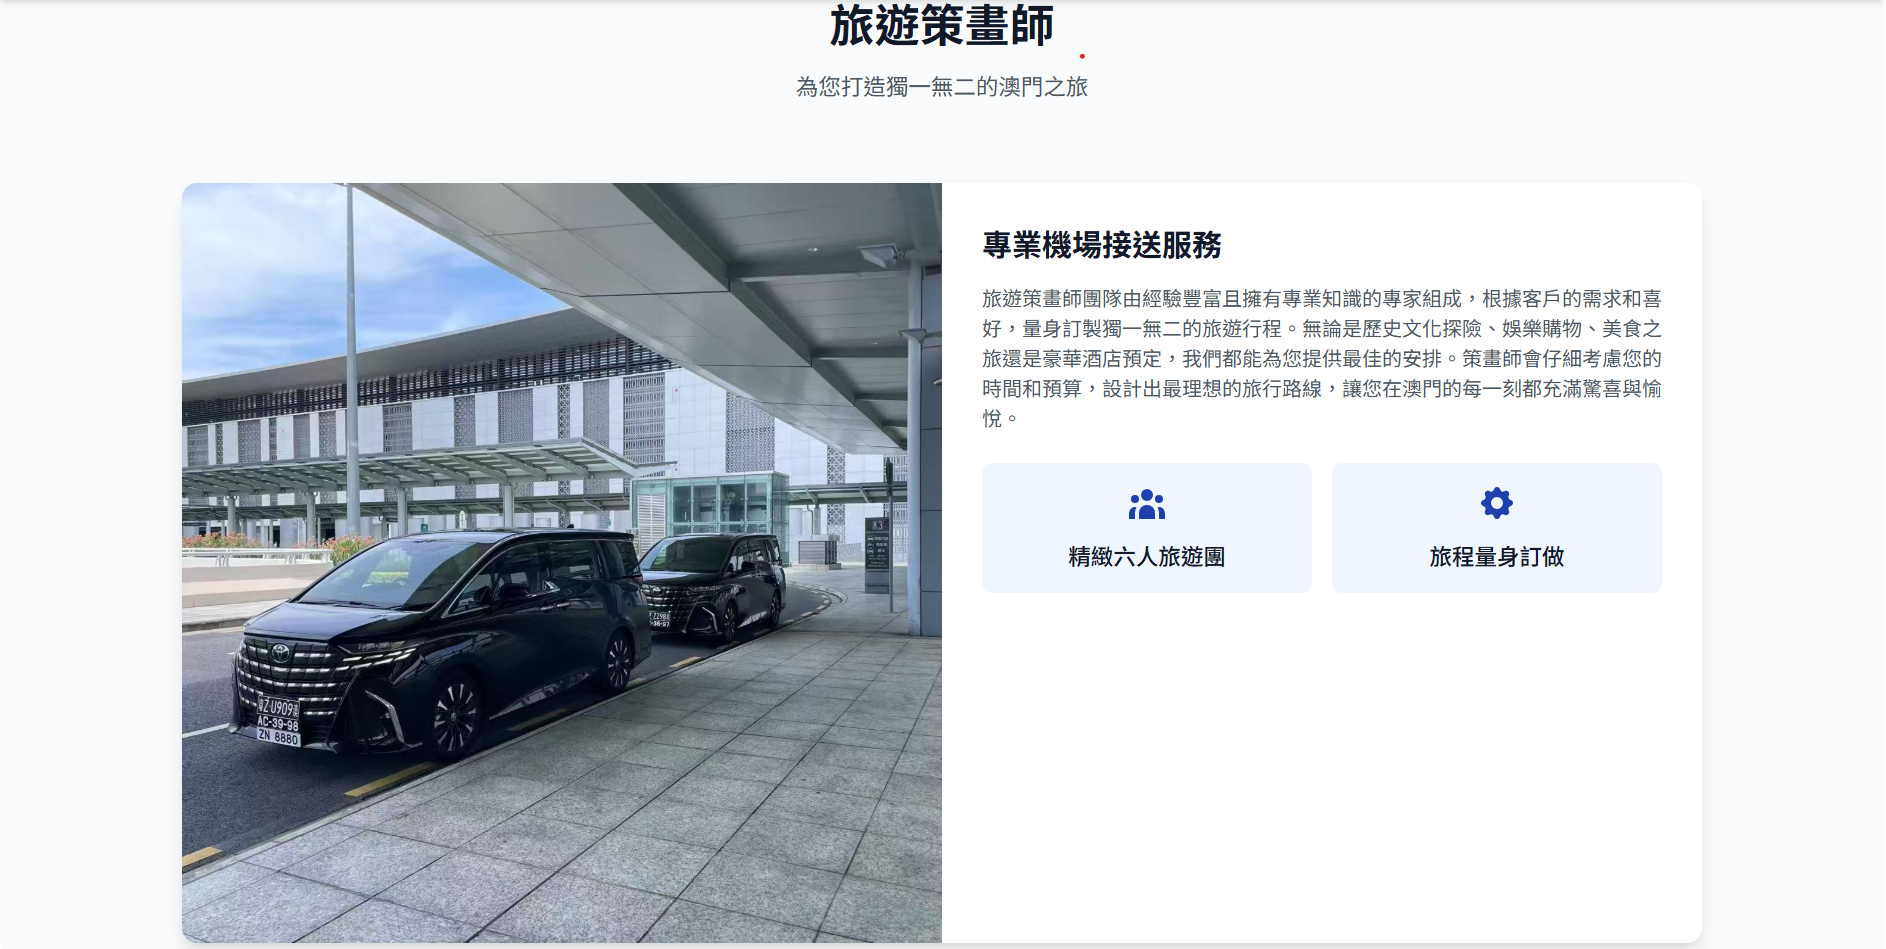 旅遊策畫師
為您打造獨一無二的澳門之旅
專業機場接送服務
旅遊策畫師團隊由經驗豐富且擁有專業知識的專家組成，根據客戶的需求和喜
好，量身訂製獨一無二的旅遊行程。無論是歷史文化探險、娛樂購物、美食之
旅還是豪華酒店預定，我們都能為您提供最佳的安排。策畫師會仔細考慮您的
時間和預算，設計出最理想的旅行路線，讓您在澳門的每一刻都充滿驚喜與愉
悅。
精緻六人旅遊團
旅程量身訂做
K3
Z U909
AC-39-98
ZN 8880